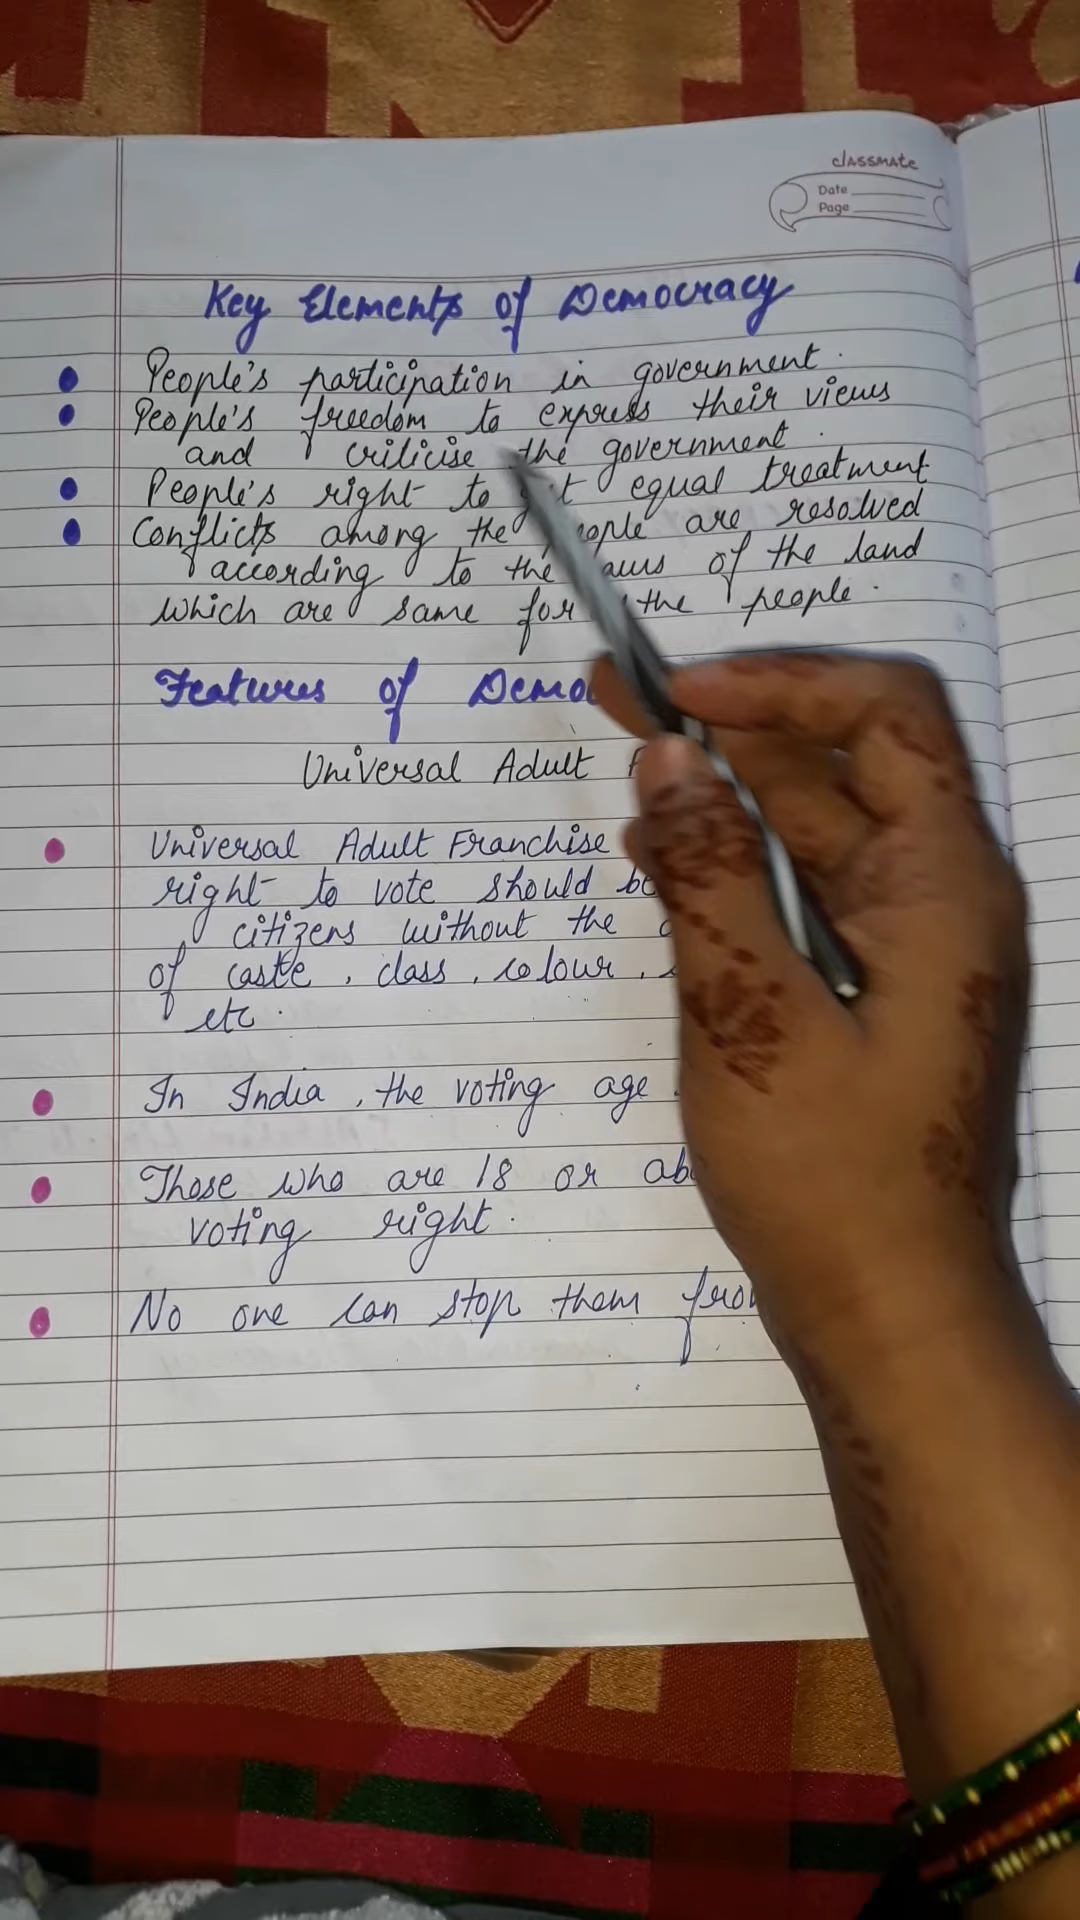 classmate
Date
Page
Key Elements of Democracy
People's participation in government.
People's freedom to express their views
and criticise the government.
People's right to get equal treatment
Conflicts among the people are resolved
according to the laws of the land
which are same for the people.
Features of
Universal Adult
Universal Adult Franchise
right to vote should be
citizens without the
of caste, class, colour,
etc.
In India, the voting age
Those who are 18 or
voting right.
No one can stop them